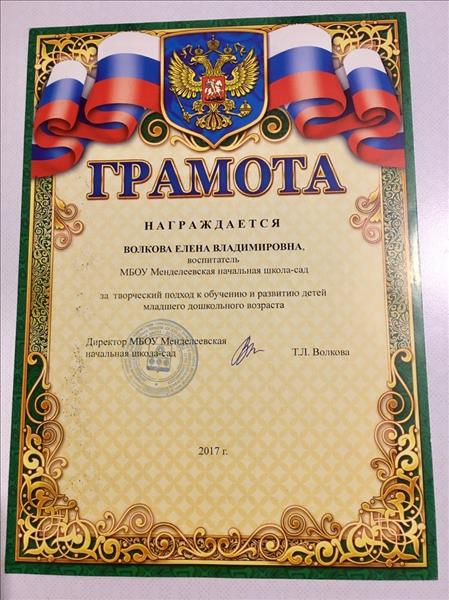 ГРАМОТА
НАГРАЖДАЕТСЯ
ВОЛКОВА ЕЛЕНА ВЛАДИМИРОВНА,
воспитатель
МБОУ Менделеевская начальная школа-сад
за творческий подход к обучению и развитию детей
младшего дошкольного возраста
Директор МБОУ Менделеевская
начальная школа-сад Т.Л. Волкова
2017 г.